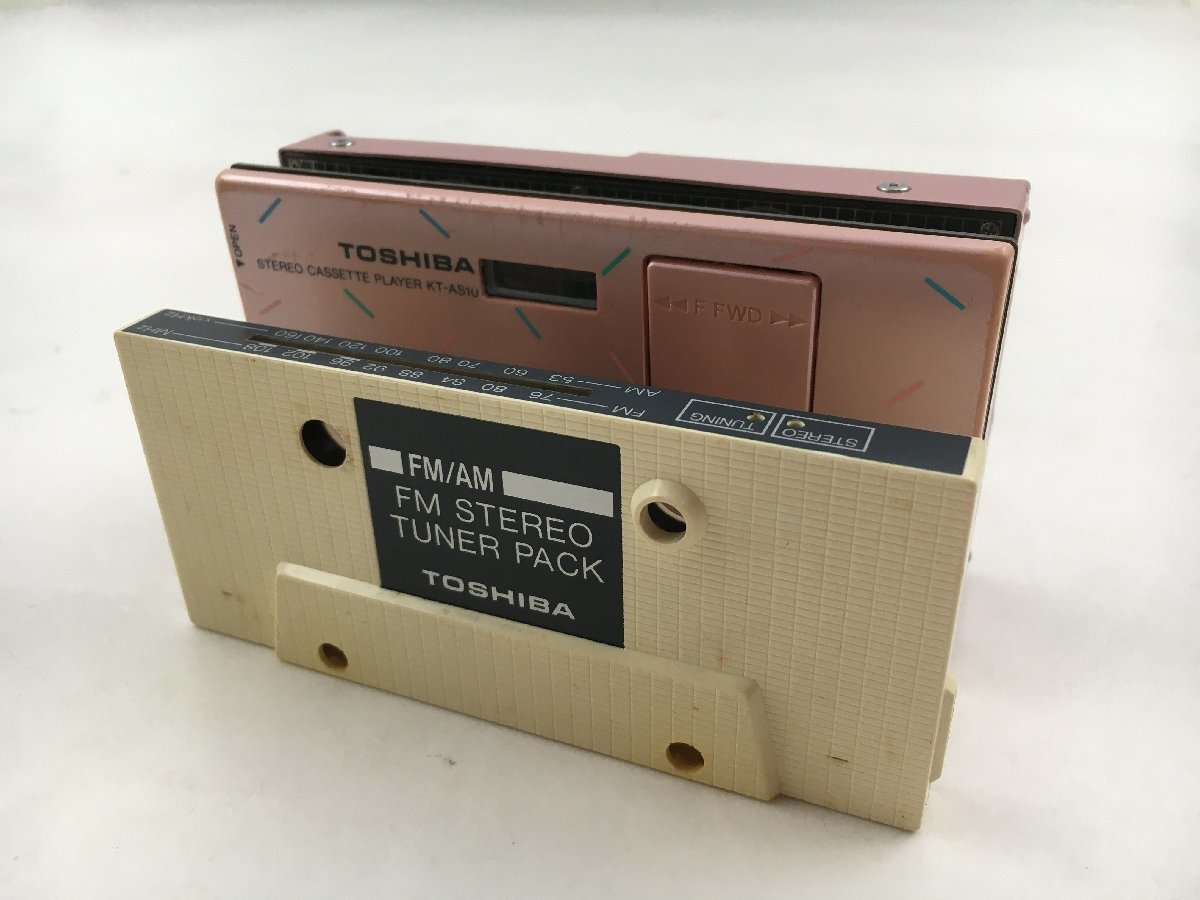 ▼OPEN
TOSHIBA
STEREO CASSETTE PLAYER KT-AS10
◀◀ F FWD ▶▶
×10kHz 160 140 120 100 80 70 60 53 AM
MHz 108 102 96 92 88 84 80 76 FM
TUNING
STEREO
FM/AM
FM STEREO
TUNER PACK
TOSHIBA